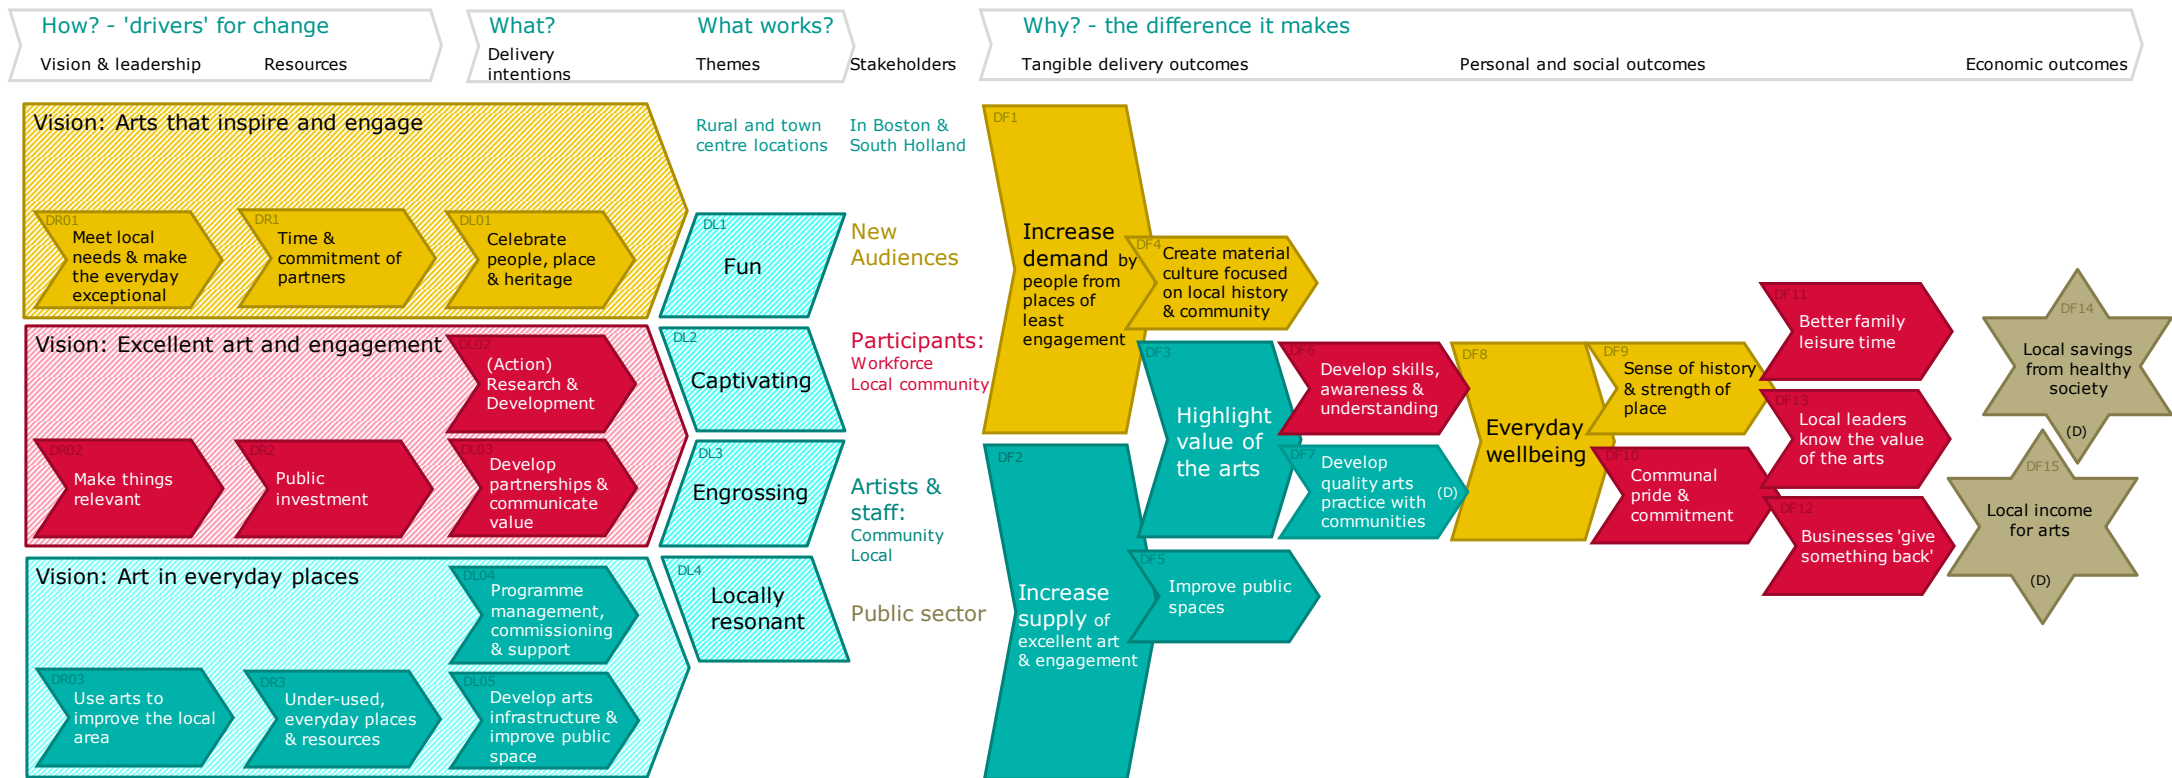 How? - 'drivers' for change
Vision & leadership
Resources
What?
Delivery
intentions
What works?
Themes
Stakeholders
Why? - the difference it makes
Tangible delivery outcomes
Personal and social outcomes
Economic outcomes
Vision: Arts that inspire and engage
DR01
Meet local
needs & make
the everyday
exceptional
DR1
Time &
commitment of
partners
DL01
Celebrate
people, place
& heritage
Vision: Excellent art and engagement
DL02
(Action)
Research &
Development
DR02
Make things
relevant
DR2
Public
investment
DL03
Develop
partnerships &
communicate
value
Vision: Art in everyday places
DL04
Programme
management,
commissioning
& support
DR03
Use arts to
improve the local
area
DR3
Under-used,
everyday places
& resources
DL05
Develop arts
infrastructure &
improve public
space
Rural and town
centre locations
DL1
Fun
DL2
Captivating
DL3
Engrossing
DL4
Locally
resonant
In Boston &
South Holland
New
Audiences
Participants:
Workforce
Local community
Artists &
staff:
Community
Local
Public sector
DF1
Increase
demand by
people from
places of
least
engagement
DF2
Increase
supply of
excellent art
& engagement
DF4
Create material
culture focused
on local history
& community
DF3
Highlight
value of
the arts
DF5
Improve public
spaces
DF6
Develop skills,
awareness &
understanding
DF7
Develop
quality arts
practice with
communities
(D)
DF8
Everyday
wellbeing
DF9
Sense of history
& strength of
place
DF10
Communal
pride &
commitment
DF11
Better family
leisure time
DF13
Local leaders
know the value
of the arts
DF12
Businesses 'give
something back'
DF14
Local savings
from healthy
society
(D)
DF15
Local income
for arts
(D)